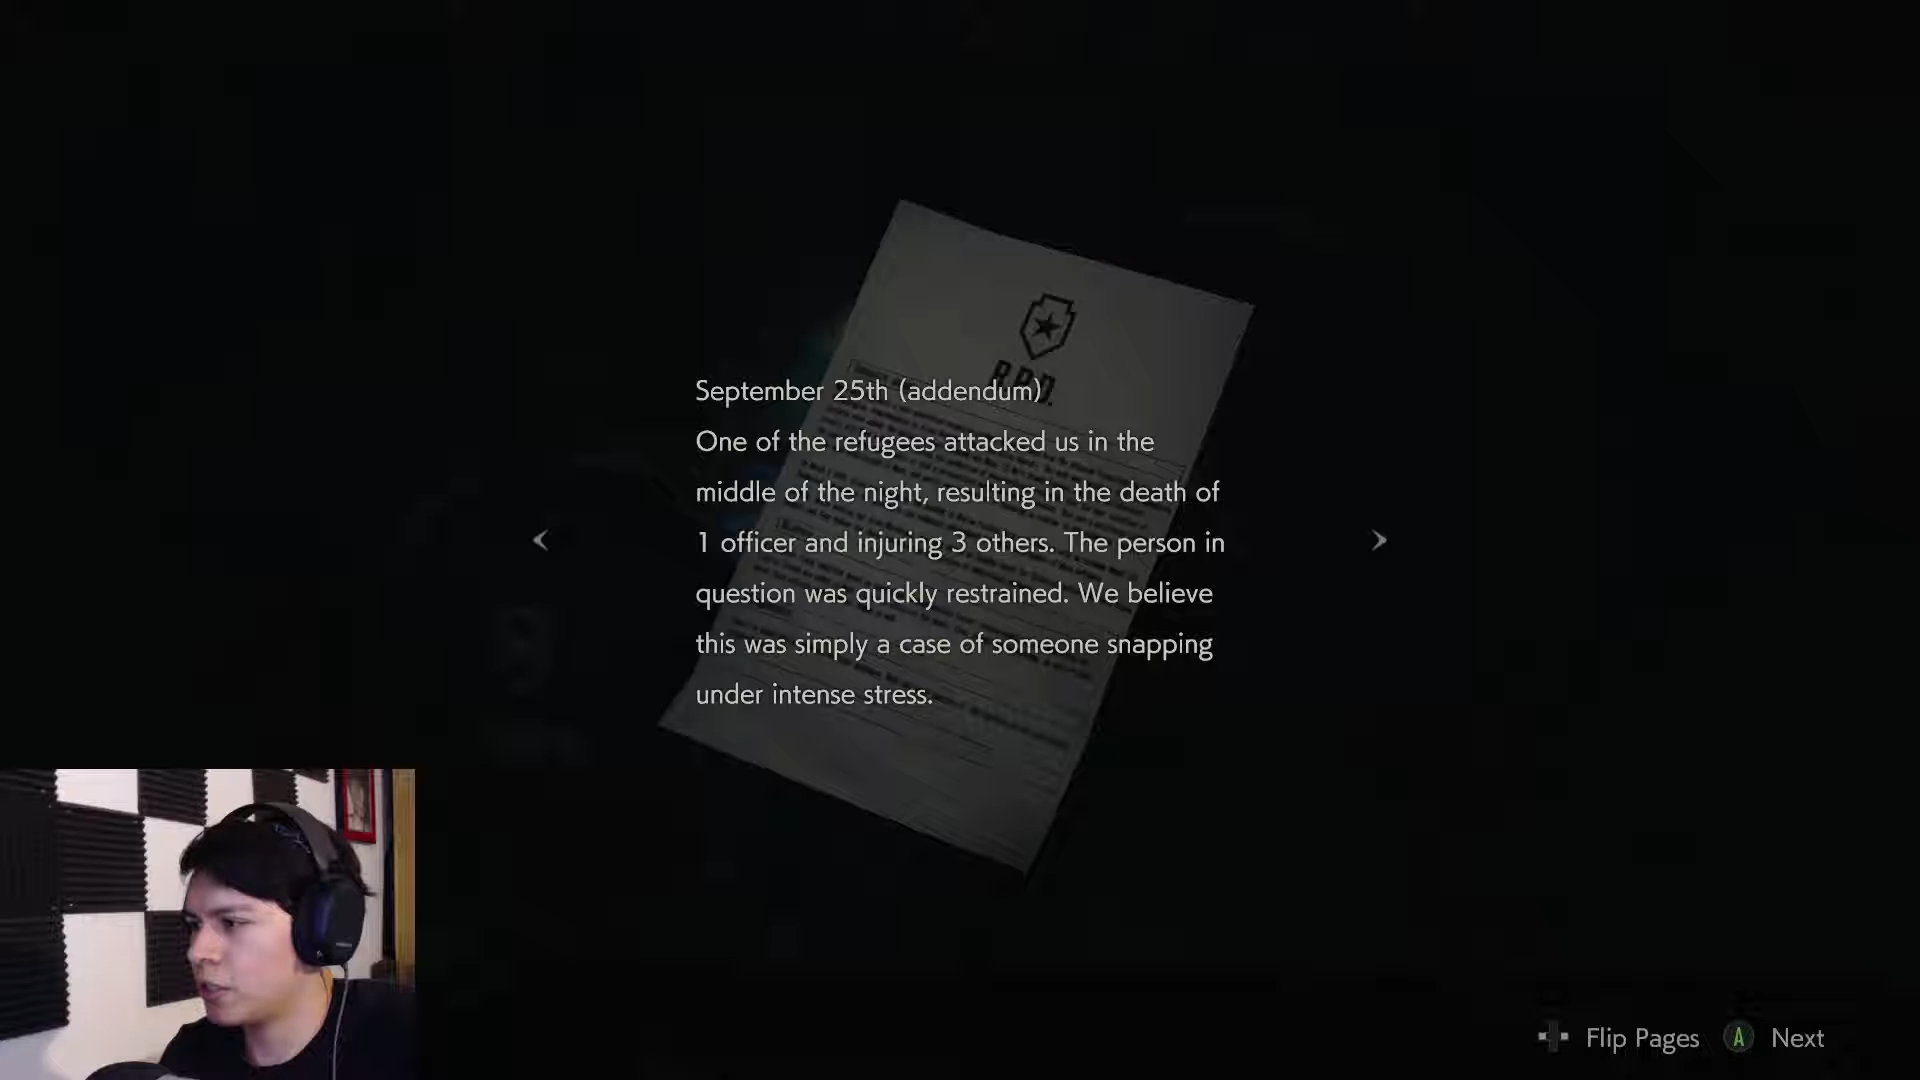 R.P.D.
September 25th (addendum)
One of the refugees attacked us in the
middle of the night, resulting in the death of
1 officer and injuring 3 others. The person in
question was quickly restrained. We believe
this was simply a case of someone snapping
under intense stress.
Flip Pages A Next